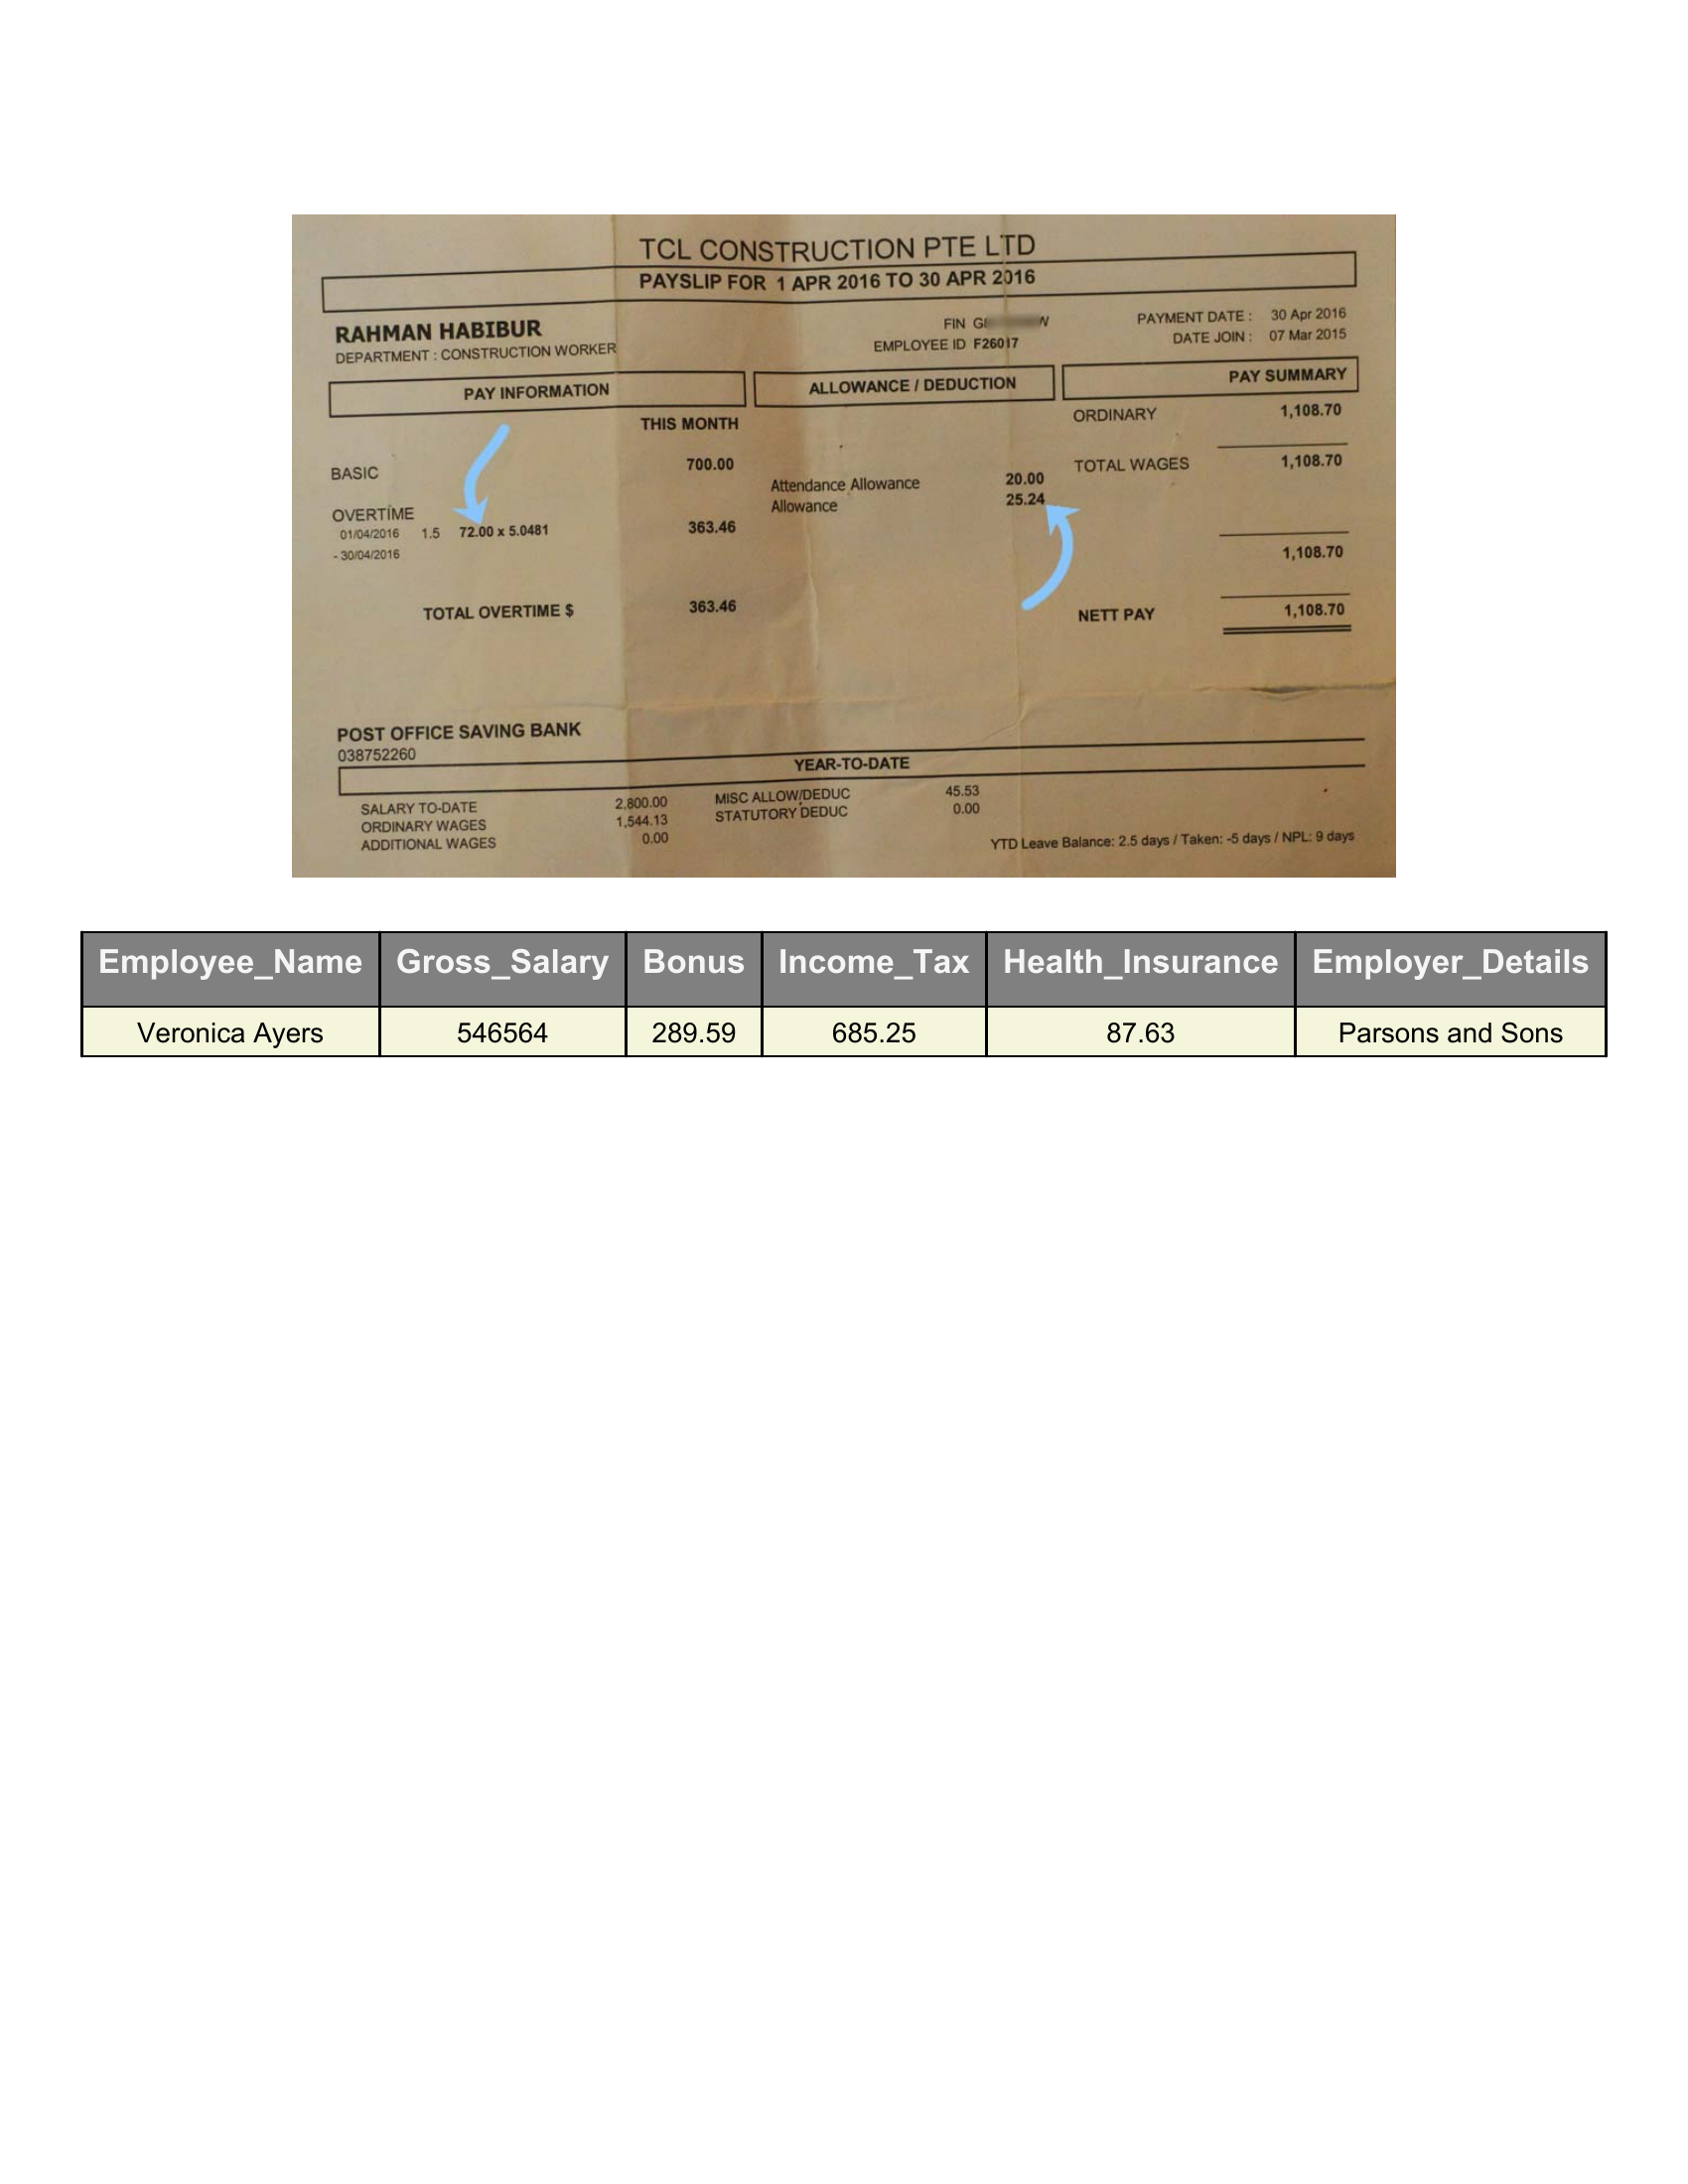 TCL CONSTRUCTION PTE LTD
PAYSLIP FOR 1 APR 2016 TO 30 APR 2016
RAHMAN HABIBUR
DEPARTMENT : CONSTRUCTION WORKER
FIN
EMPLOYEE ID F26017
PAYMENT DATE : 30 Apr 2016
DATE JOIN : 07 Mar 2015
PAY INFORMATION
THIS MONTH
BASIC 700.00
OVERTIME
01/04/2016 1.5 72.00 x 5.0481 363.46
- 30/04/2016
TOTAL OVERTIME $ 363.46
ALLOWANCE / DEDUCTION
Attendance Allowance 20.00
Allowance 25.24
PAY SUMMARY
ORDINARY 1,108.70
TOTAL WAGES 1,108.70
1,108.70
NETT PAY 1,108.70
POST OFFICE SAVING BANK
038752260
YEAR-TO-DATE
SALARY TO-DATE 2,800.00 MISC ALLOW/DEDUC 45.53
ORDINARY WAGES 1,544.13 STATUTORY DEDUC 0.00
ADDITIONAL WAGES 0.00
YTD Leave Balance: 2.5 days / Taken: -5 days / NPL: 9 days
Employee_Name Gross_Salary Bonus Income_Tax Health_Insurance Employer_Details
Veronica Ayers 546564 289.59 685.25 87.63 Parsons and Sons